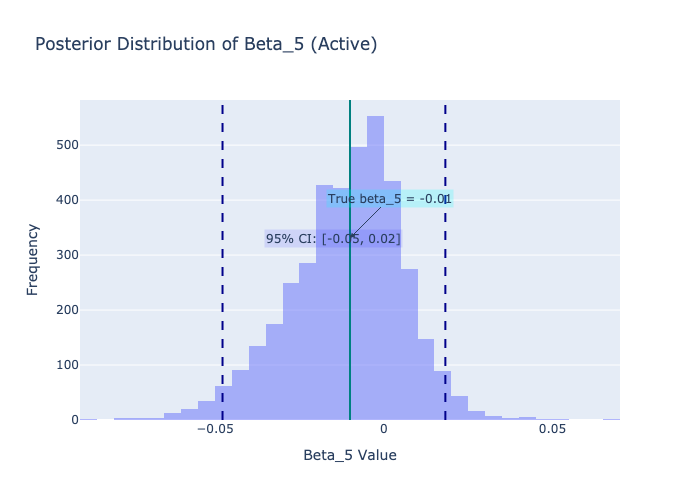 Posterior Distribution of Beta_5 (Active)
500
400
300
200
100
0
Frequency
True beta_5 = -0.01
95% CI: [-0.05, 0.02]
−0.05
0
0.05
Beta_5 Value